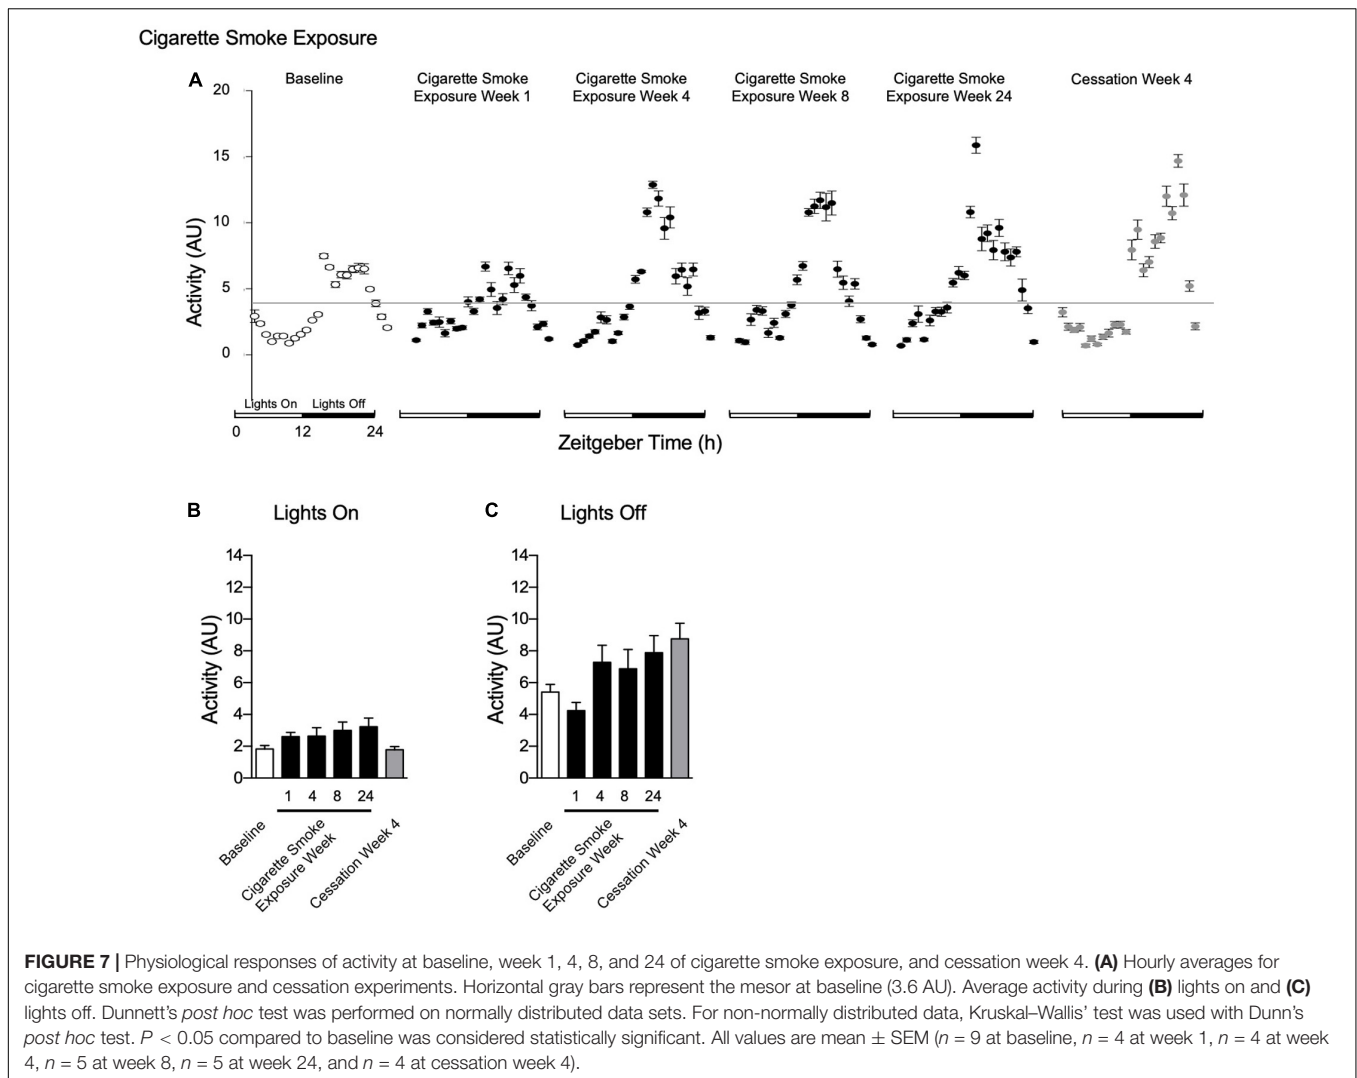 Cigarette Smoke Exposure
A
Baseline
Cigarette Smoke
Exposure Week 1
Cigarette Smoke
Exposure Week 4
Cigarette Smoke
Exposure Week 8
Cigarette Smoke
Exposure Week 24
Cessation Week 4
20
15
10
5
0
Activity (AU)
Lights On
Lights Off
0
12
24
Zeitgeber Time (h)
B
Lights On
14
12
10
8
6
4
2
0
Activity (AU)
1 4 8 24
Baseline
Cigarette Smoke
Exposure Week
Cessation Week 4
C
Lights Off
14
12
10
8
6
4
2
0
Activity (AU)
1 4 8 24
Baseline
Cigarette Smoke
Exposure Week
Cessation Week 4
FIGURE 7 | Physiological responses of activity at baseline, week 1, 4, 8, and 24 of cigarette smoke exposure, and cessation week 4. (A) Hourly averages for
cigarette smoke exposure and cessation experiments. Horizontal gray bars represent the mesor at baseline (3.6 AU). Average activity during (B) lights on and (C)
lights off. Dunnett's post hoc test was performed on normally distributed data sets. For non-normally distributed data, Kruskal–Wallis' test was used with Dunn's
post hoc test. P < 0.05 compared to baseline was considered statistically significant. All values are mean ± SEM (n = 9 at baseline, n = 4 at week 1, n = 4 at week
4, n = 5 at week 8, n = 5 at week 24, and n = 4 at cessation week 4).